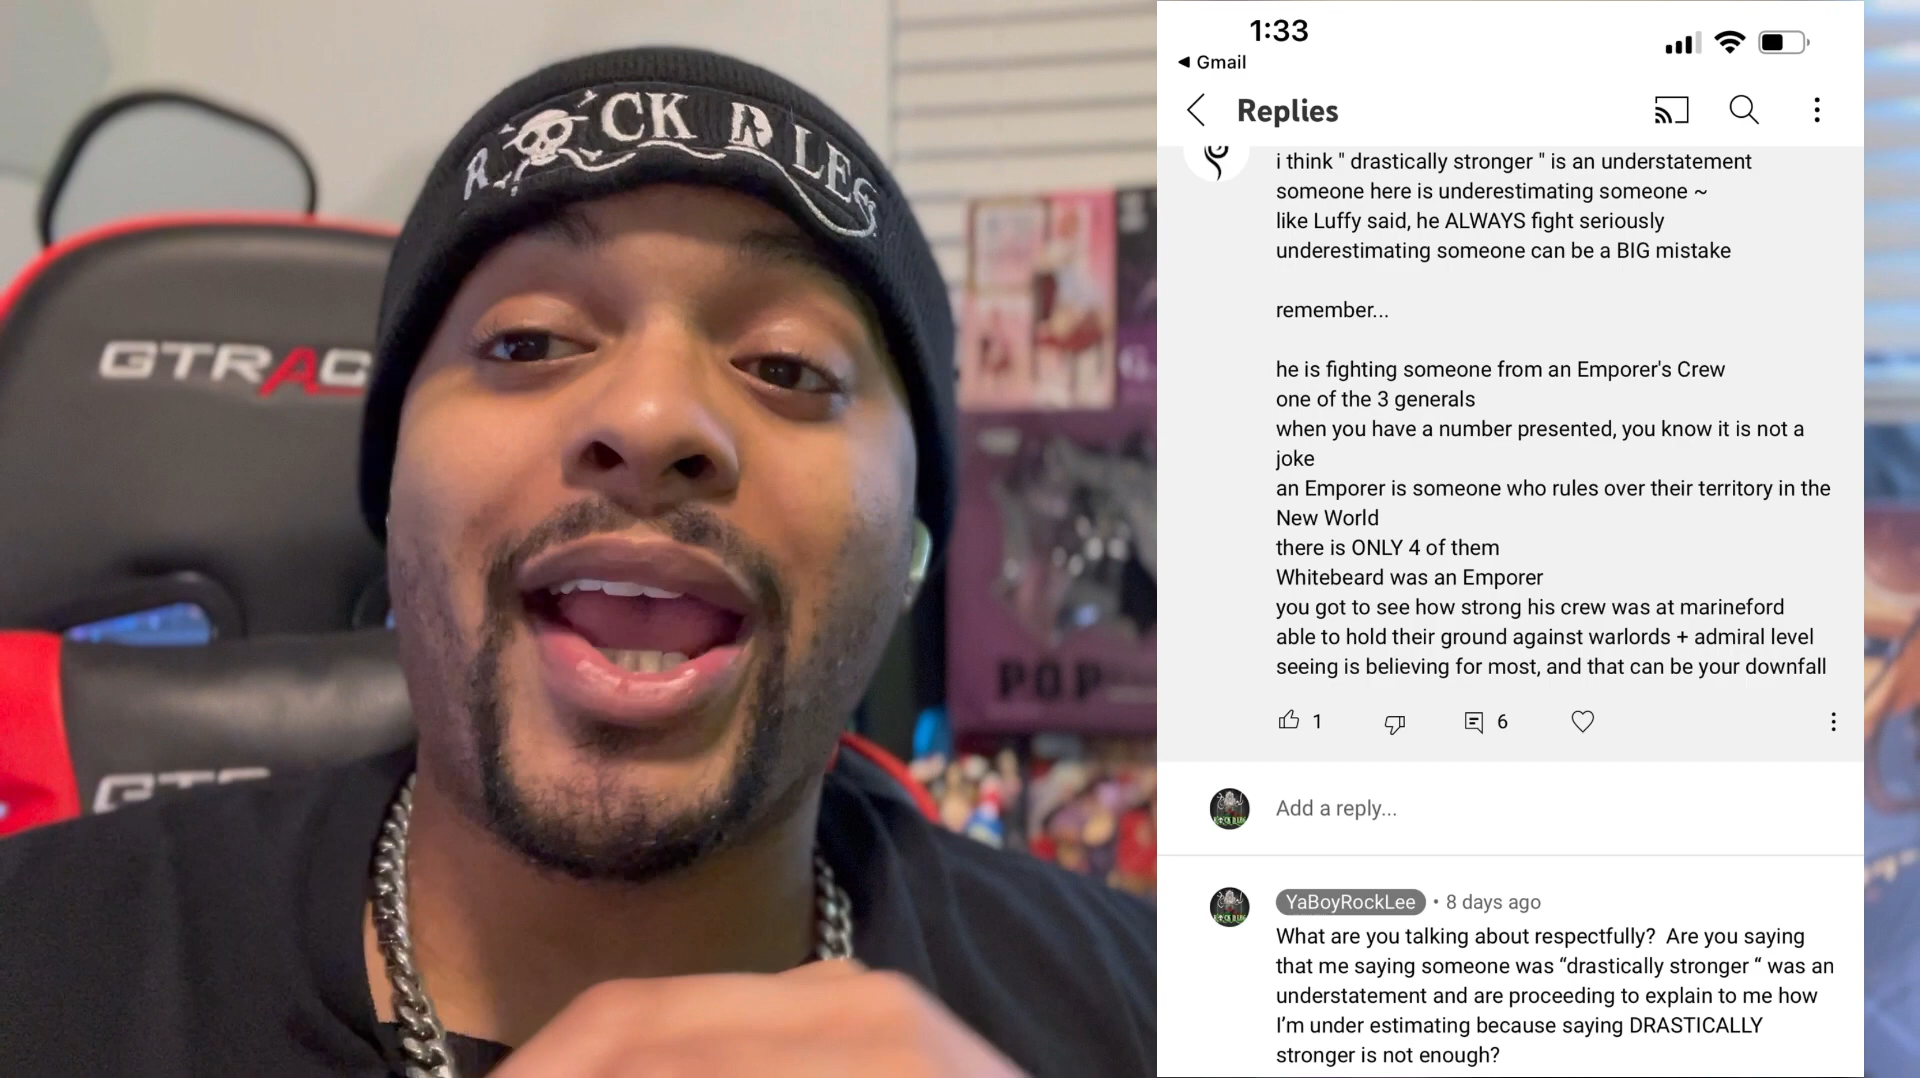 R CK D LEG
GTRAC
P.O.P
1:33
Gmail
Replies
i think " drastically stronger " is an understatement
someone here is underestimating someone ~
like Luffy said, he ALWAYS fight seriously
underestimating someone can be a BIG mistake
remember...
he is fighting someone from an Emporer's Crew
one of the 3 generals
when you have a number presented, you know it is not a
joke
an Emporer is someone who rules over their territory in the
New World
there is ONLY 4 of them
Whitebeard was an Emporer
you got to see how strong his crew was at marineford
able to hold their ground against warlords + admiral level
seeing is believing for most, and that can be your downfall
1 6
Add a reply...
YaBoyRockLee • 8 days ago
What are you talking about respectfully? Are you saying
that me saying someone was “drastically stronger “ was an
understatement and are proceeding to explain to me how
I’m under estimating because saying DRASTICALLY
stronger is not enough?